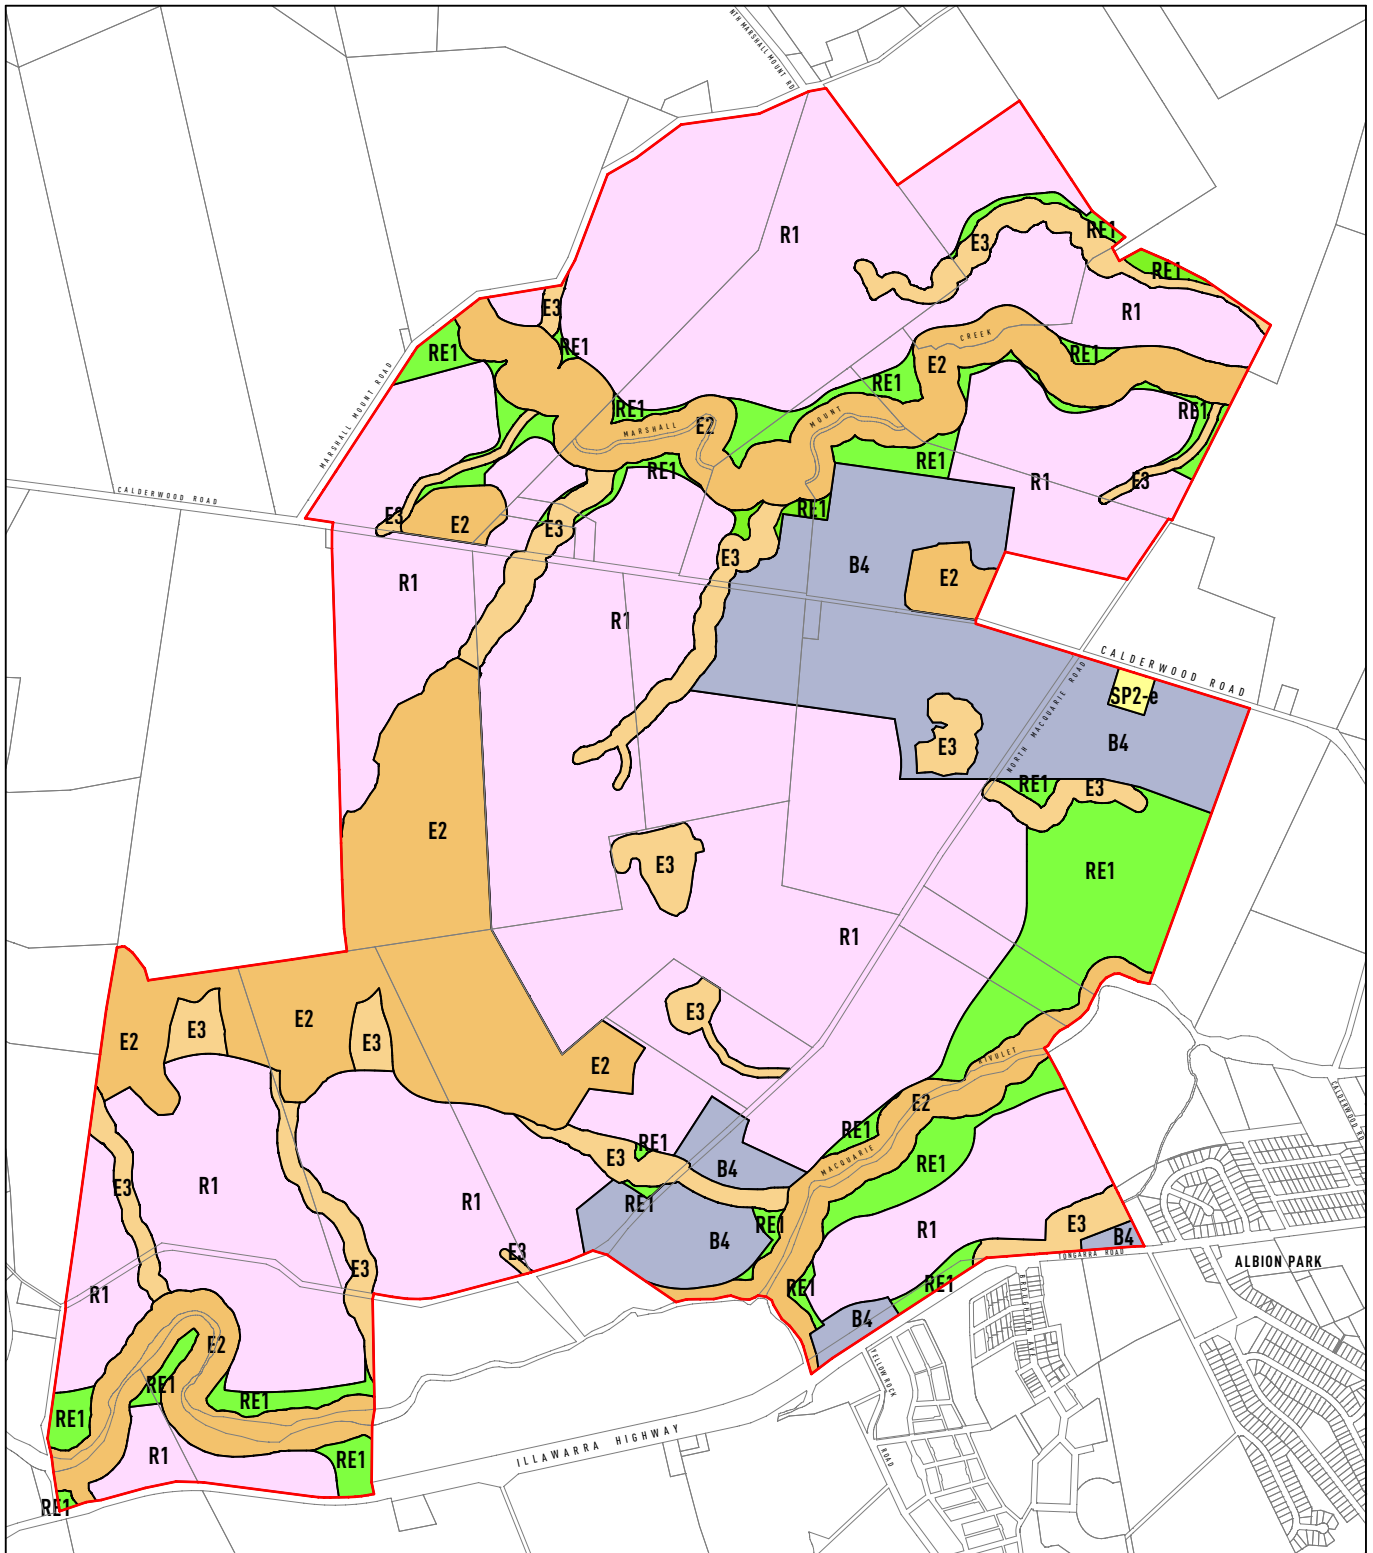 NTH MARSHALL MOUNT RD
R1
E3
RE1
RE1
R1
E3
CREEK
RE1
RE1
RE1
E2
RE1
MARSHALL MOUNT ROAD
RE1
RE1
MOUNT
E2
MARSHALL
RE1
RE1
R1
E3
CALDERWOOD ROAD
RE1
E3
E2
E3
E3
B4
E2
R1
R1
CALDERWOOD ROAD
SP2-e
NORTH MACQUARIE ROAD
B4
E3
RE1
E3
E2
E3
RE1
R1
E3
E2
E2
E3
E3
E2
RIVULET
E2
RE1
RE1
E3
B4
MACQUARIE
RE1
CALDERWOOD RD
E3
R1
R1
RE1
RE1
R1
E3
B4
B4
E3
TONGARRA ROAD
ALBION PARK
E3
RE1
RE1
R1
B4
E2
RE1
RE1
RE1
YELLOW ROCK
ROAD
R1
RE1
ILLAWARRA HIGHWAY
RE1